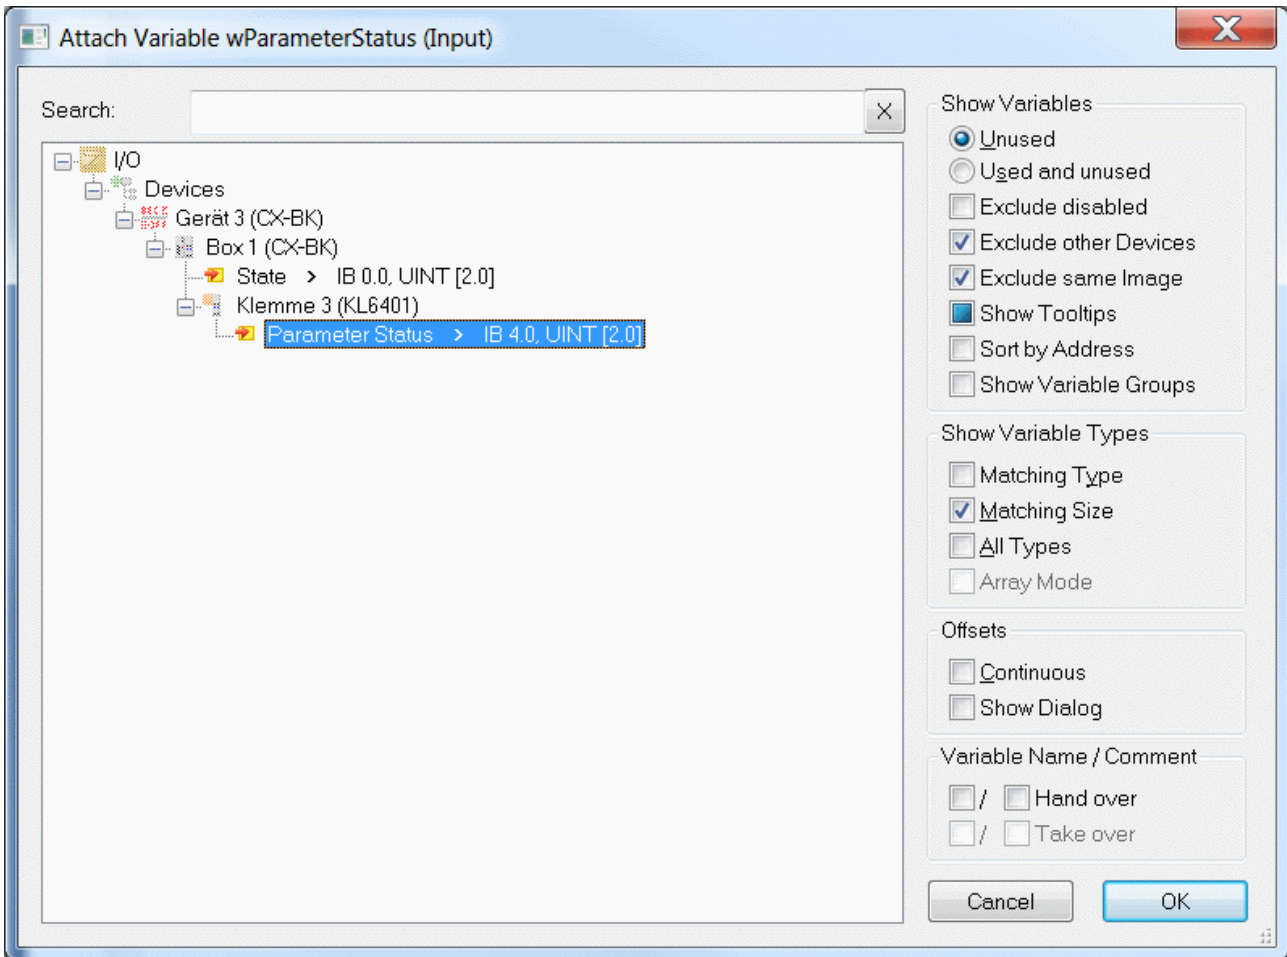 Attach Variable wParameterStatus (Input)
Search:
I/O
Devices
Gerät 3 (CX-BK)
Box 1 (CX-BK)
State > IB 0.0, UINT [2.0]
Klemme 3 (KL6401)
Parameter Status > IB 4.0, UINT [2.0]
Show Variables
Unused
Used and unused
Exclude disabled
Exclude other Devices
Exclude same Image
Show Tooltips
Sort by Address
Show Variable Groups
Show Variable Types
Matching Type
Matching Size
All Types
Array Mode
Offsets
Continuous
Show Dialog
Variable Name / Comment
/ Hand over
/ Take over
Cancel
OK